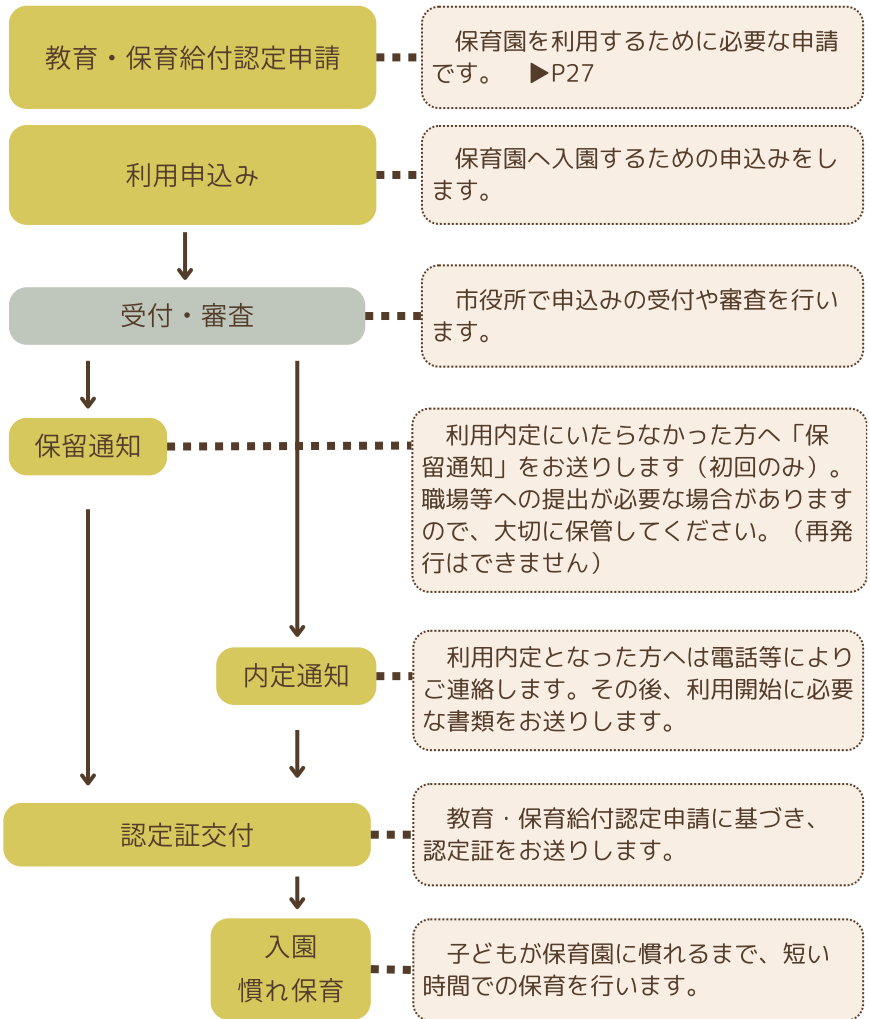 教育・保育給付認定申請
保育園を利用するために必要な申請
です。 ▶P27
利用申込み
保育園へ入園するための申込みをし
ます。
受付・審査
市役所で申込みの受付や審査を行い
ます。
保留通知
利用内定にいたらなかった方へ「保
留通知」をお送りします（初回のみ）。
職場等への提出が必要な場合があります
ので、大切に保管してください。（再発
行はできません）
内定通知
利用内定となった方へは電話等により
ご連絡します。その後、利用開始に必要
な書類をお送りします。
認定証交付
教育・保育給付認定申請に基づき、
認定証をお送りします。
入園
慣れ保育
子どもが保育園に慣れるまで、短い
時間での保育を行います。